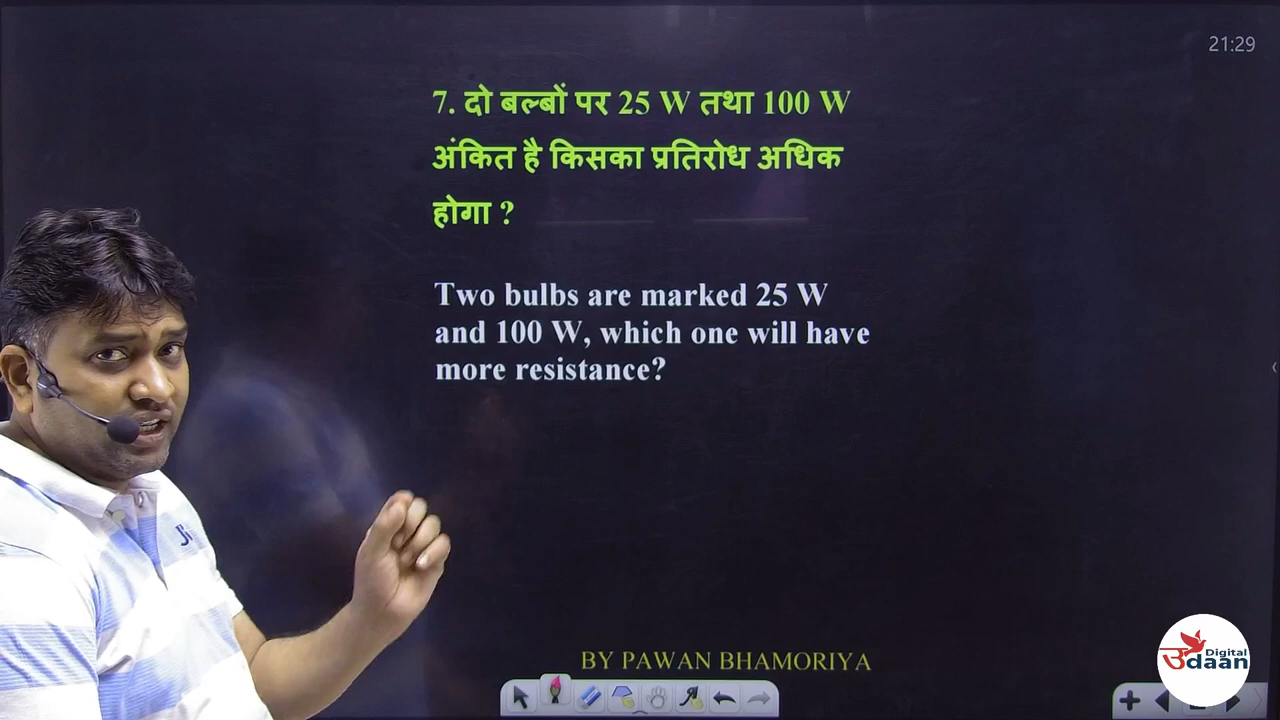 21:29
7. दो बल्बों पर 25 W तथा 100 W
अंकित है किसका प्रतिरोध अधिक
होगा ?
Two bulbs are marked 25 W
and 100 W, which one will have
more resistance?
BY PAWAN BHAMORIYA
Digital
उdaan